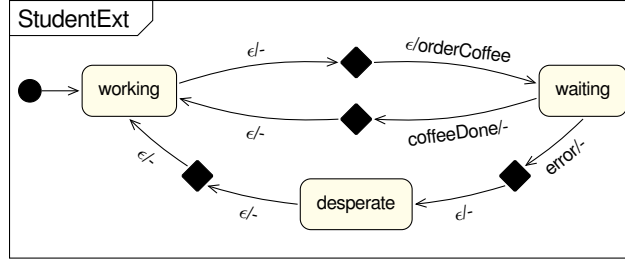 StudentExt
ϵ/-
ϵ/orderCoffee
working
waiting
ϵ/-
coffeeDone/-
ϵ/-
error/-
desperate
ϵ/-
ϵ/-